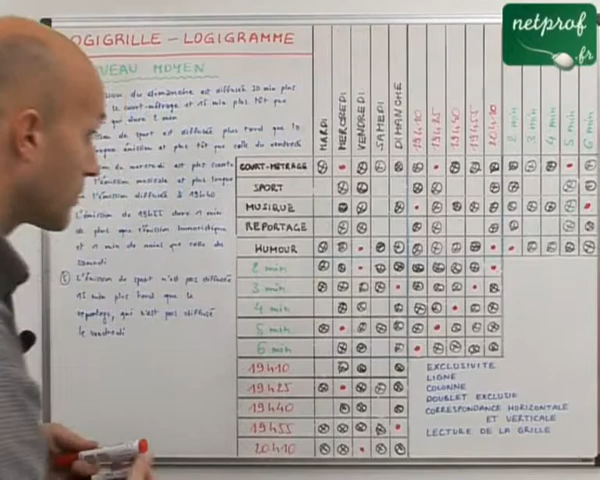 netprof
.fr
OGIGRILLE – LOGIGRAMME
VEAU MOYEN
sion du dimanche est diffusée 30 min plus
le court-métrage et 15 min plus tôt que
qui dure 2 min
de sport est diffusée plus tard que la
émission et plus tôt que celle du vendredi
du mercredi est plus courte
l'émission musicale et plus longue
l'émission diffusée à 19h40
L'émission de 19h55 dure 1 min
de plus que l'émission humoristique
et 1 min de moins que celle du
samedi
L'émission de sport n'est pas diffusée
15 min plus tard que le
reportage, qui n'est pas diffusé
le vendredi
MARDI
MERCREDI
VENDREDI
SAMEDI
DIMANCHE
19h10
19h25
19h40
19h55
20h10
2 min
3 min
4 min
5 min
6 min
COURT-METRAGE
SPORT
MUSIQUE
REPORTAGE
HUMOUR
2 min
3 min
4 min
5 min
6 min
19h10
19h25
19h40
19h55
20h10
EXCLUSIVITE
LIGNE
COLONNE
DOUBLET EXCLUSIF
CORRESPONDANCE HORIZONTALE
ET VERTICALE
LECTURE DE LA GRILLE